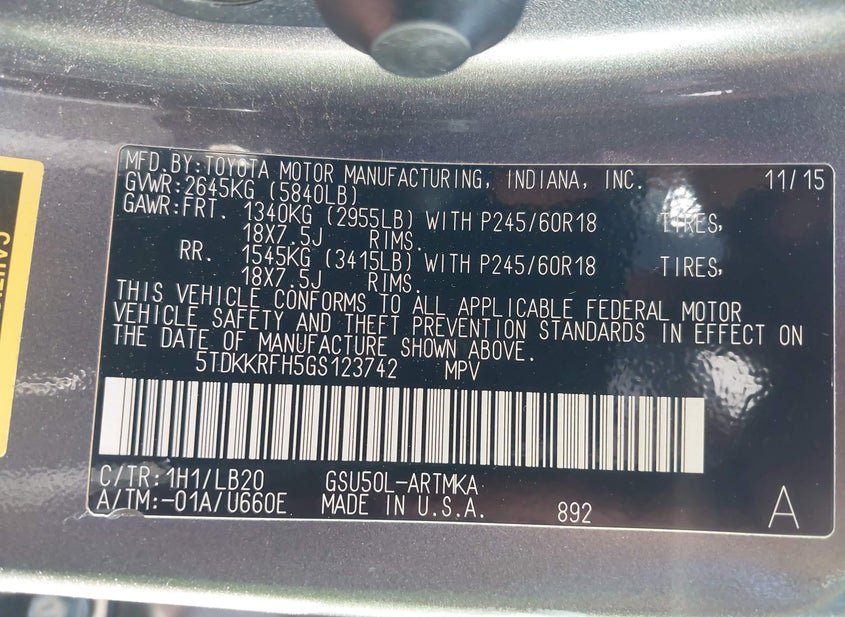 MFD.BY:TOYOTA MOTOR MANUFACTURING, INDIANA, INC. 11/15
GVWR:2645KG (5840LB)
GAWR:FRT. 1340KG (2955LB) WITH P245/60R18 TIRES,
18X7.5J RIMS.
RR. 1545KG (3415LB) WITH P245/60R18 TIRES,
18X7.5J RIMS.
THIS VEHICLE CONFORMS TO ALL APPLICABLE FEDERAL MOTOR
VEHICLE SAFETY AND THEFT PREVENTION STANDARDS IN EFFECT ON
THE DATE OF MANUFACTURE SHOWN ABOVE.
5TDKKRFH5GS123742 MPV
C/TR:1H1/LB20 GSU50L-ARTMKA
A/TM:-01A/U660E MADE IN U.S.A. 892 A